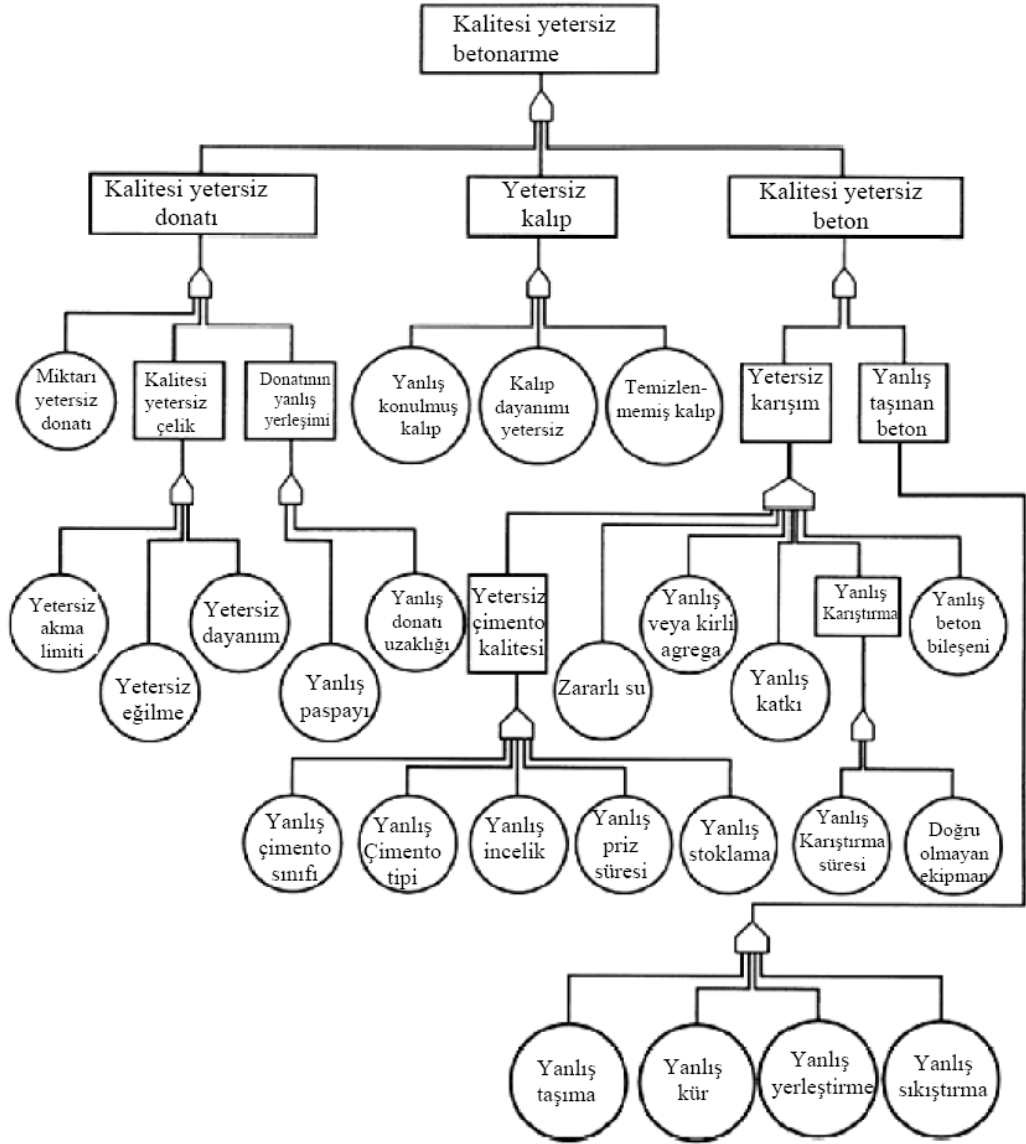 Kalitesi yetersiz
betonarme
Kalitesi yetersiz
donatı
Yetersiz
kalıp
Kalitesi yetersiz
beton
Miktarı
yetersiz
donatı
Kalitesi
yetersiz
çelik
Donatının
yanlış
yerleşimi
Yanlış
konulmuş
kalıp
Kalıp
dayanımı
yetersiz
Temizlen-
memiş kalıp
Yetersiz
karışım
Yanlış
taşınan
beton
Yetersiz
akma
limiti
Yetersiz
eğilme
Yetersiz
dayanım
Yanlış
paspayı
Yanlış
donatı
uzaklığı
Yetersiz
çimento
kalitesi
Zararlı su
Yanlış
veya kirli
agrega
Yanlış
katkı
Yanlış
Karıştırma
Yanlış
beton
bileşeni
Yanlış
çimento
sınıfı
Yanlış
Çimento
tipi
Yanlış
incelik
Yanlış
priz
süresi
Yanlış
stoklama
Yanlış
Karıştırma
süresi
Doğru
olmayan
ekipman
Yanlış
taşıma
Yanlış
kür
Yanlış
yerleştirme
Yanlış
sıkıştırma